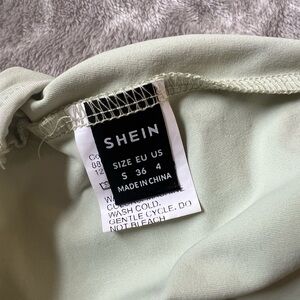 SHEIN
SIZE EU US
S 36 4
MADE IN CHINA
WASH COLD.
GENTLE CYCLE. DO
NOT BLEACH